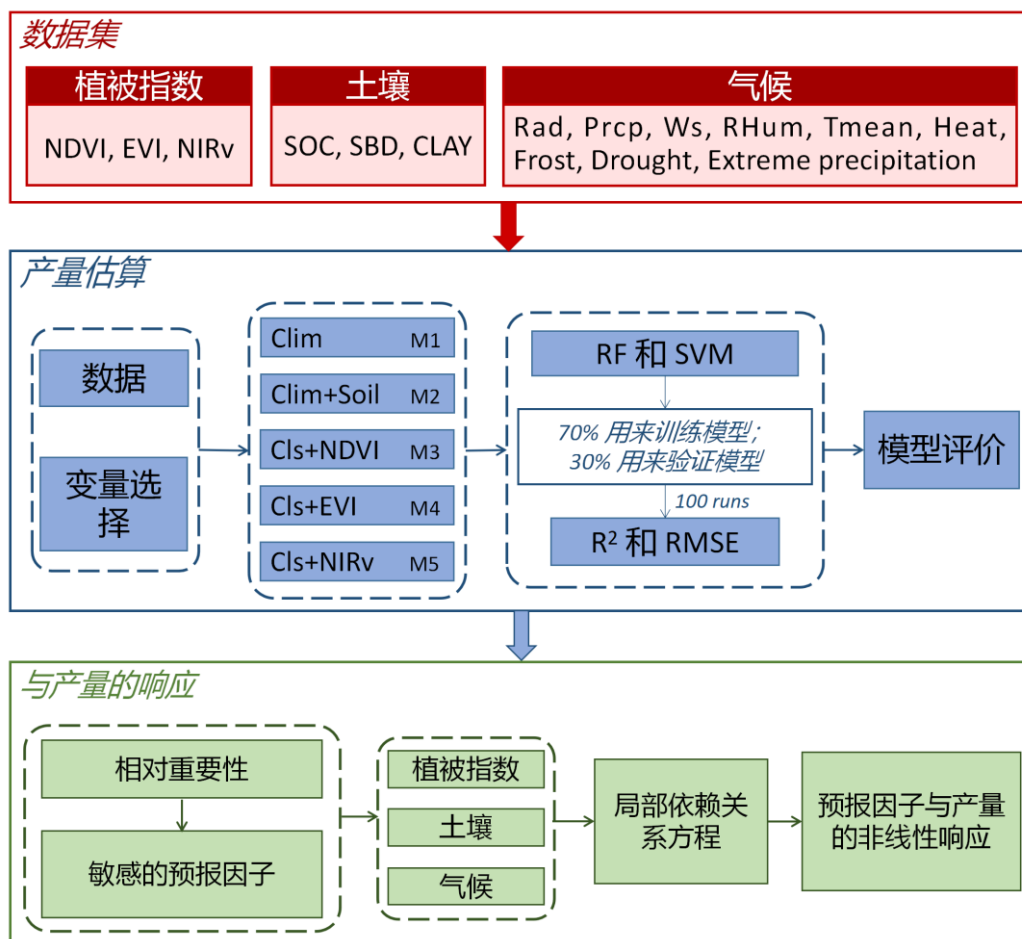 数据集
植被指数
NDVI, EVI, NIRv
土壤
SOC, SBD, CLAY
气候
Rad, Prcp, Ws, RHum, Tmean, Heat,
Frost, Drought, Extreme precipitation
产量估算
数据
变量选
择
Clim M1
Clim+Soil M2
Cls+NDVI M3
Cls+EVI M4
Cls+NIRv M5
RF 和 SVM
70% 用来训练模型;
30% 用来验证模型
100 runs
R² 和 RMSE
模型评价
与产量的响应
相对重要性
敏感的预报因子
植被指数
土壤
气候
局部依赖关
系方程
预报因子与产量
的非线性响应